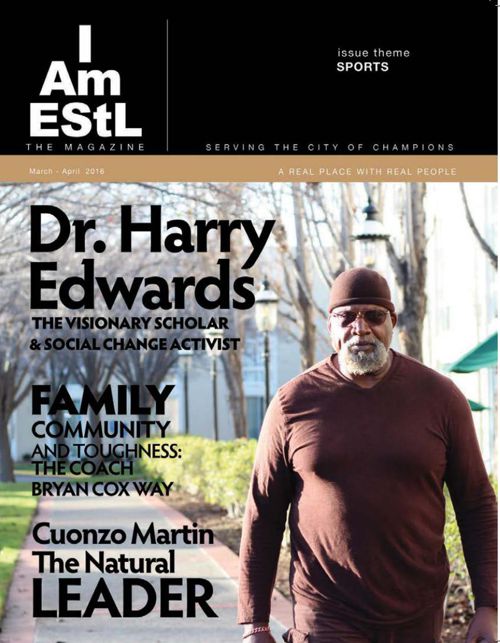 I
Am
EStL
THE MAGAZINE
issue theme
SPORTS
SERVING THE CITY OF CHAMPIONS
March - April 2016
A REAL PLACE WITH REAL PEOPLE
Dr. Harry
Edwards
THE VISIONARY SCHOLAR
& SOCIAL CHANGE ACTIVIST
FAMILY
COMMUNITY
AND TOUGHNESS:
THE COACH
BRYAN COX WAY
Cuonzo Martin
The Natural
LEADER